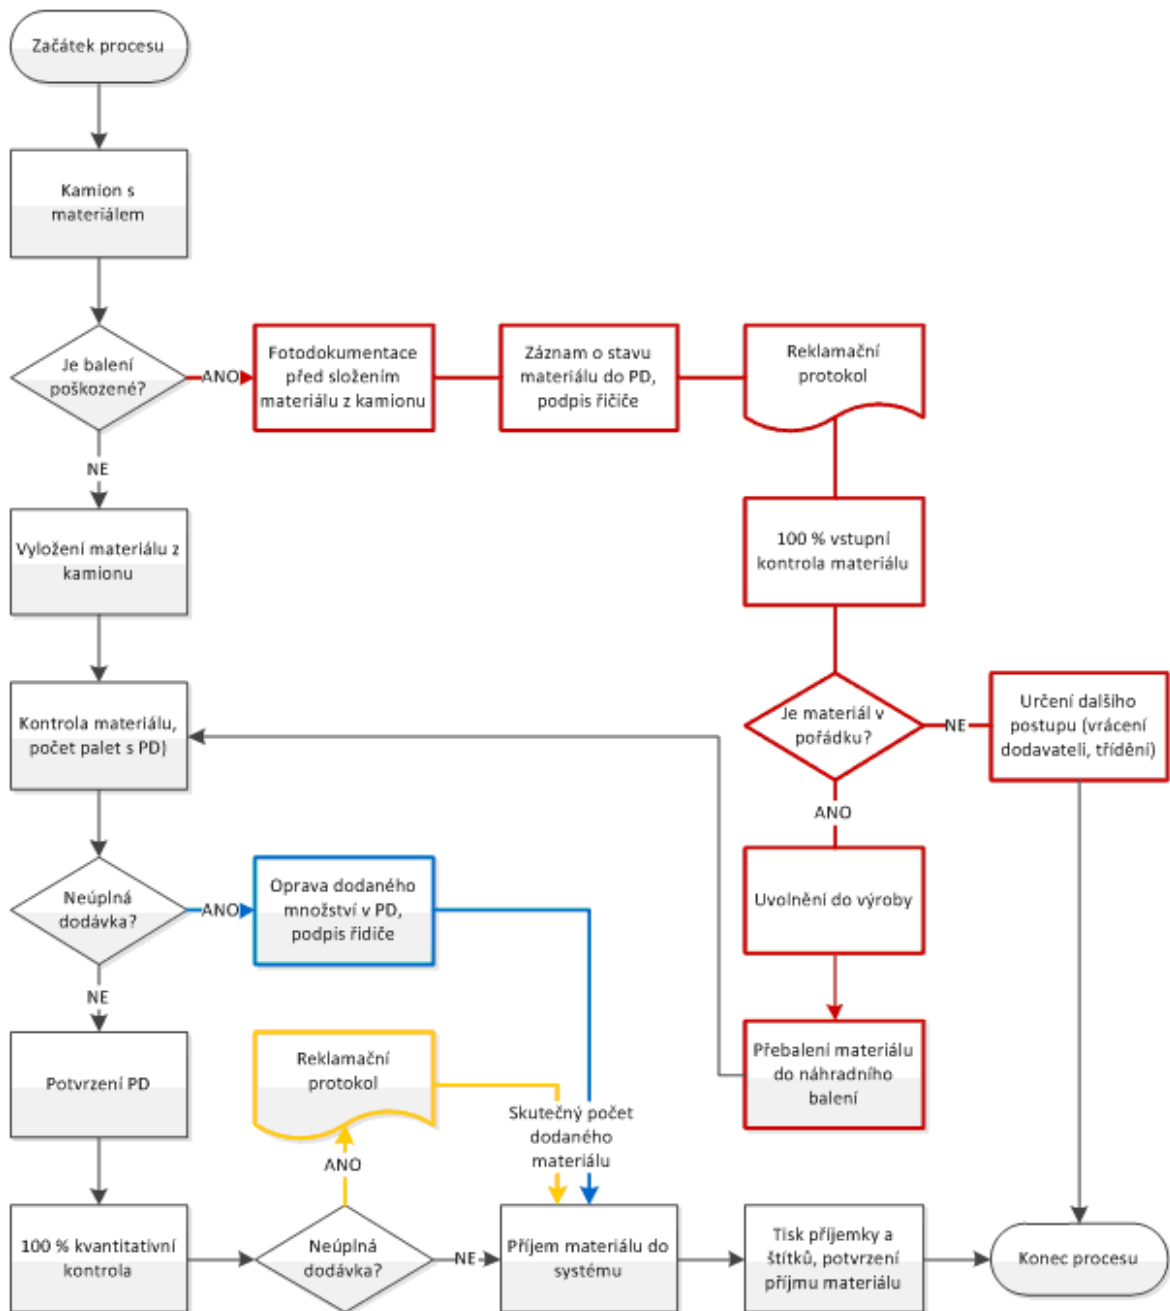 Začátek procesu
Kamion s
materiálem
Je balení
poškozené?
ANO
Fotodokumentace
před složením
materiálu z kamionu
Záznam o stavu
materiálu do PD,
podpis řičiče
Reklamační
protokol
NE
Vyložení materiálu z
kamionu
100 % vstupní
kontrola materiálu
Kontrola materiálu,
počet palet s PD)
Je materiál v
pořádku?
NE
Určení dalšího
postupu (vrácení
dodavateli, třídění)
ANO
Neúplná
dodávka?
ANO
Oprava dodaného
množství v PD,
podpis řidiče
Uvolnění do výroby
NE
Potvrzení PD
Reklamační
protokol
Skutečný počet
dodaného
materiálu
Přebalení materiálu
do náhradního
balení
ANO
100 % kvantitativní
kontrola
Neúplná
dodávka?
NE
Příjem materiálu do
systému
Tisk příjemky a
štítků, potvrzení
příjmu materiálu
Konec procesu